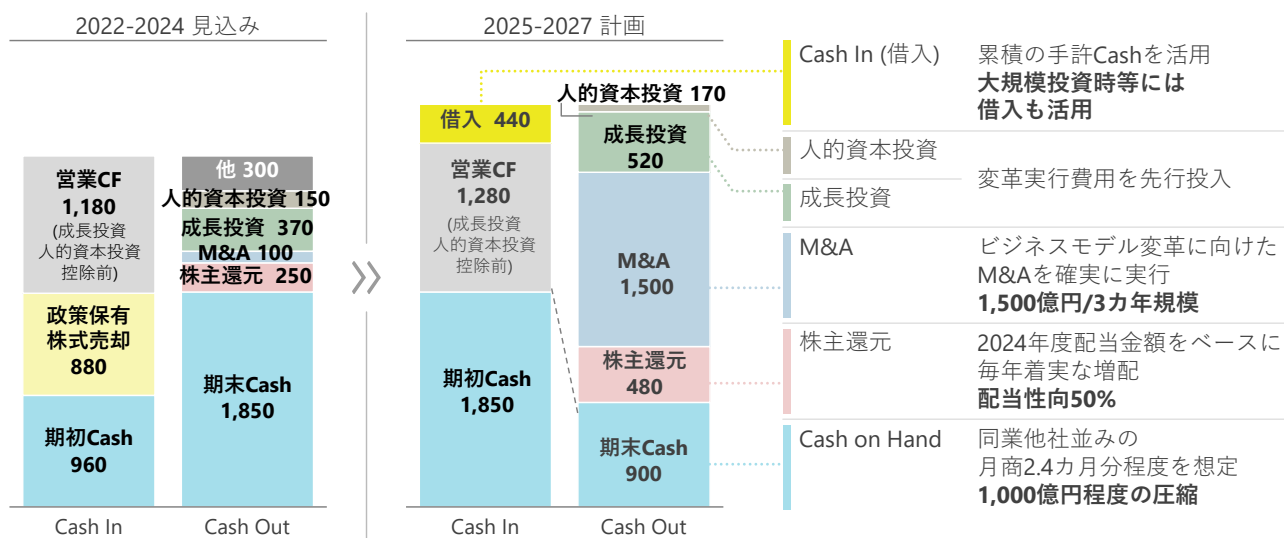 2022-2024 見込み
営業CF
1,180
(成長投資
人的資本投資
控除前)
政策保有
株式売却
880
期初Cash
960
Cash In
他 300
人的資本投資 150
成長投資 370
M&A 100
株主還元 250
期末Cash
1,850
Cash Out
2025-2027 計画
借入 440
営業CF
1,280
(成長投資
人的資本投資
控除前)
期初Cash
1,850
Cash In
人的資本投資 170
成長投資
520
M&A
1,500
株主還元
480
期末Cash
900
Cash Out
Cash In (借入)
累積の手許Cashを活用
大規模投資時等には
借入も活用
人的資本投資
成長投資
変革実行費用を先行投入
M&A
ビジネスモデル変革に向けた
M&Aを確実に実行
1,500億円/3カ年規模
株主還元
2024年度配当金額をベースに
毎年着実な増配
配当性向50%
Cash on Hand
同業他社並みの
月商2.4カ月分程度を想定
1,000億円程度の圧縮